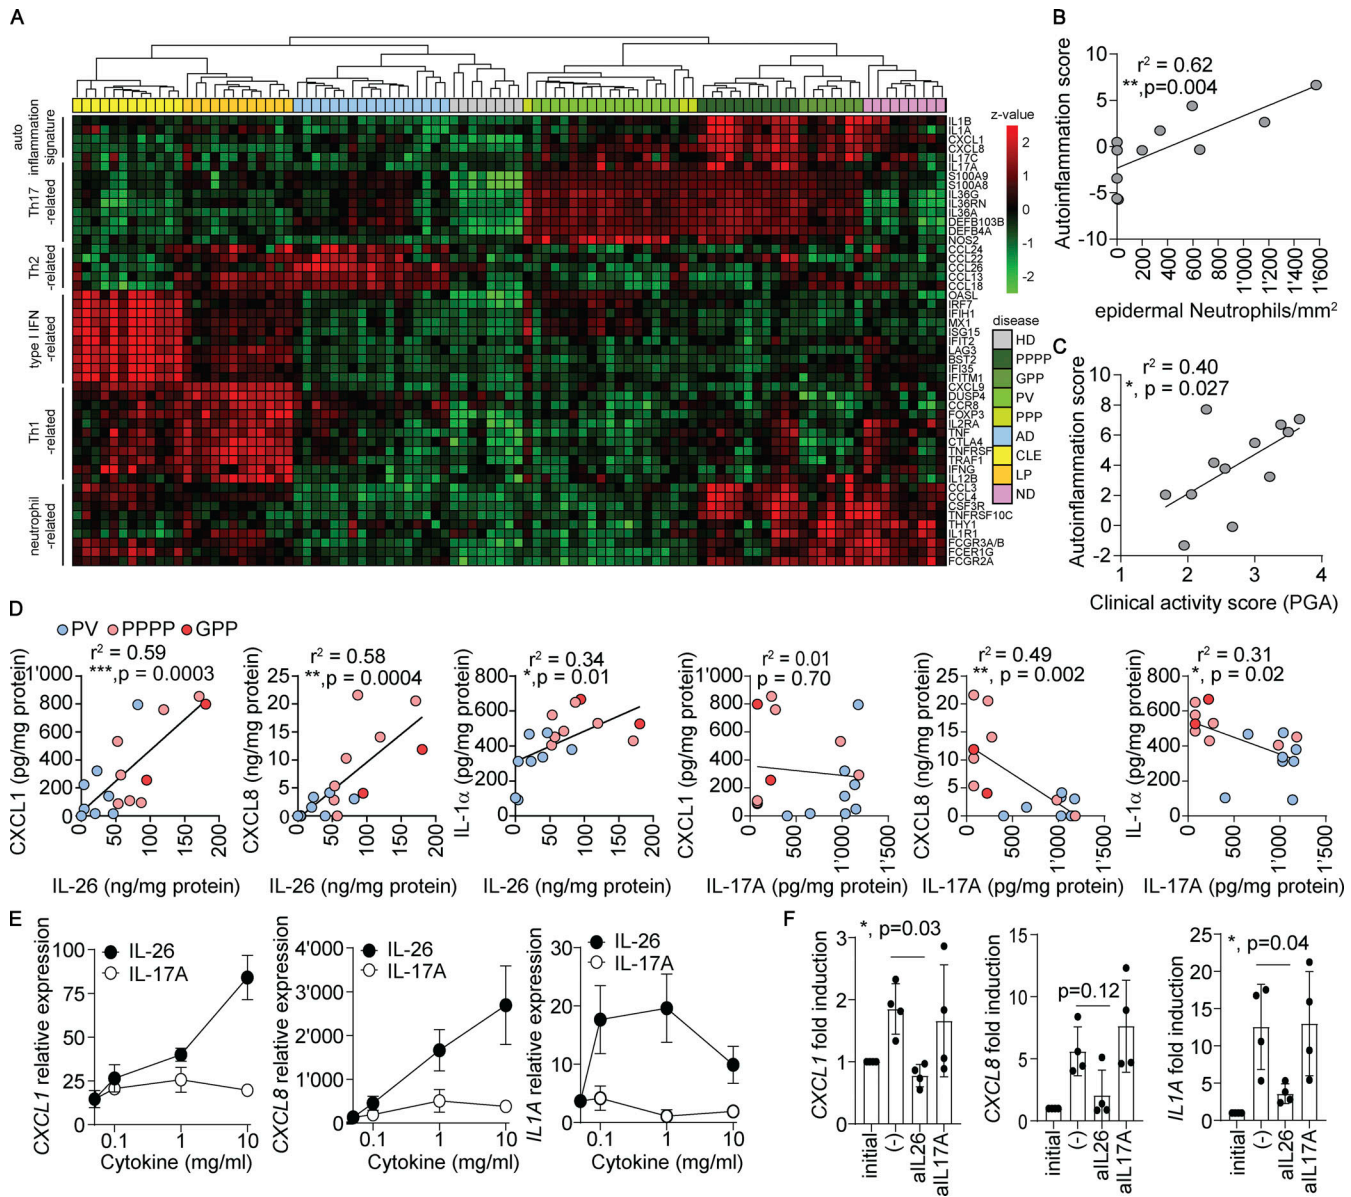 A
auto
inflammation
signature
Th17
-related
Th2
-related
type I IFN
-related
Th1
-related
neutrophil
-related
IL1B
IL1A
CXCL1
CXCL8
IL17C
IL17A
S100A9
S100A8
IL36G
IL36RN
IL36A
DEFB103B
DEFB4A
NOS2
CCL24
CCL22
CCL26
CCL13
CCL18
OASL
IRF7
IFIH1
MX1
ISG15
IFIT2
LAG3
BST2
IFI35
IFITM1
CXCL9
DUSP4
CCR8
FOXP3
IL2RA
TNF
CTLA4
TNFRSF
TRAF1
IFNG
IL12B
CCL3
CCL4
CSF3R
TNFRSF10C
THY1
IL1R1
FCGR3A/B
FCER1G
FCGR2A
z-value
2
1
0
-1
-2
disease
HD
PPPP
GPP
PV
PPP
AD
CLE
LP
ND
B
r² = 0.62
**,p=0.004
Autoinflammation score
10
5
0
-5
-10
0
200
400
600
800
1'000
1'200
1'400
1'600
epidermal Neutrophils/mm²
C
r² = 0.40
*, p = 0.027
Autoinflammation score
10
8
6
4
2
0
-2
1 2 3 4
Clinical activity score (PGA)
D
PV PPPP GPP
r² = 0.59
***,p = 0.0003
CXCL1 (pg/mg protein)
1'000
800
600
400
200
0
0 50 100 150 200
IL-26 (ng/mg protein)
r² = 0.58
**,p = 0.0004
CXCL8 (ng/mg protein)
25
20
15
10
5
0
0 50 100 150 200
IL-26 (ng/mg protein)
r² = 0.34
*,p = 0.01
IL-1α (pg/mg protein)
800
600
400
200
0
0 50 100 150 200
IL-26 (ng/mg protein)
r² = 0.01
p = 0.70
CXCL1 (pg/mg protein)
1'000
800
600
400
200
0
0 500 1'000 1'500
IL-17A (pg/mg protein)
r² = 0.49
**, p = 0.002
CXCL8 (ng/mg protein)
25
20
15
10
5
0
0 500 1'000 1'500
IL-17A (pg/mg protein)
r² = 0.31
*, p = 0.02
IL-1α (pg/mg protein)
800
600
400
200
0
0 500 1'000 1'500
IL-17A (pg/mg protein)
E
IL-26
IL-17A
CXCL1 relative expression
100
75
50
25
0
0.1 1 10
Cytokine (mg/ml)
IL-26
IL-17A
CXCL8 relative expression
4'000
3'000
2'000
1'000
0
0.1 1 10
Cytokine (mg/ml)
IL-26
IL-17A
IL1A relative expression
30
20
10
0
0.1 1 10
Cytokine (mg/ml)
F
*, p=0.03
CXCL1 fold induction
3
2
1
0
initial
(-)
aIL26
aIL17A
p=0.12
CXCL8 fold induction
15
10
5
0
initial
(-)
aIL26
aIL17A
*, p=0.04
IL1A fold induction
25
20
15
10
5
0
initial
(-)
aIL26
aIL17A